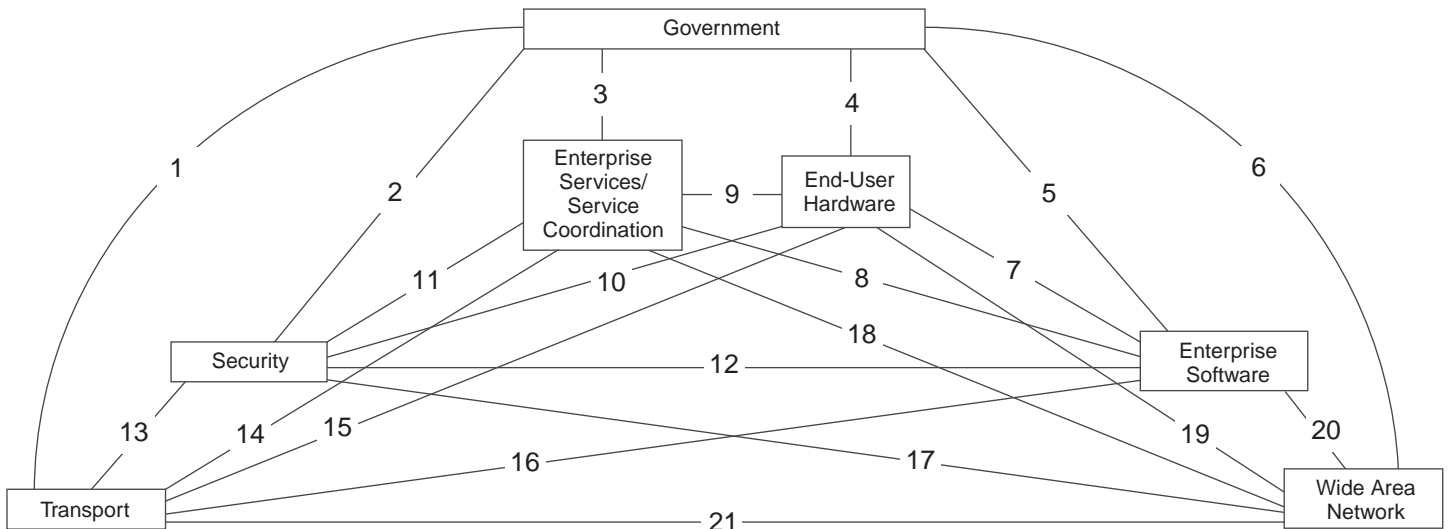 Government
3
4
1
6
2
5
Enterprise
Services/
Service
Coordination
9
End-User
Hardware
11
10
8
7
18
Security
12
Enterprise
Software
13
14
15
16
17
19
20
Transport
21
Wide Area
Network